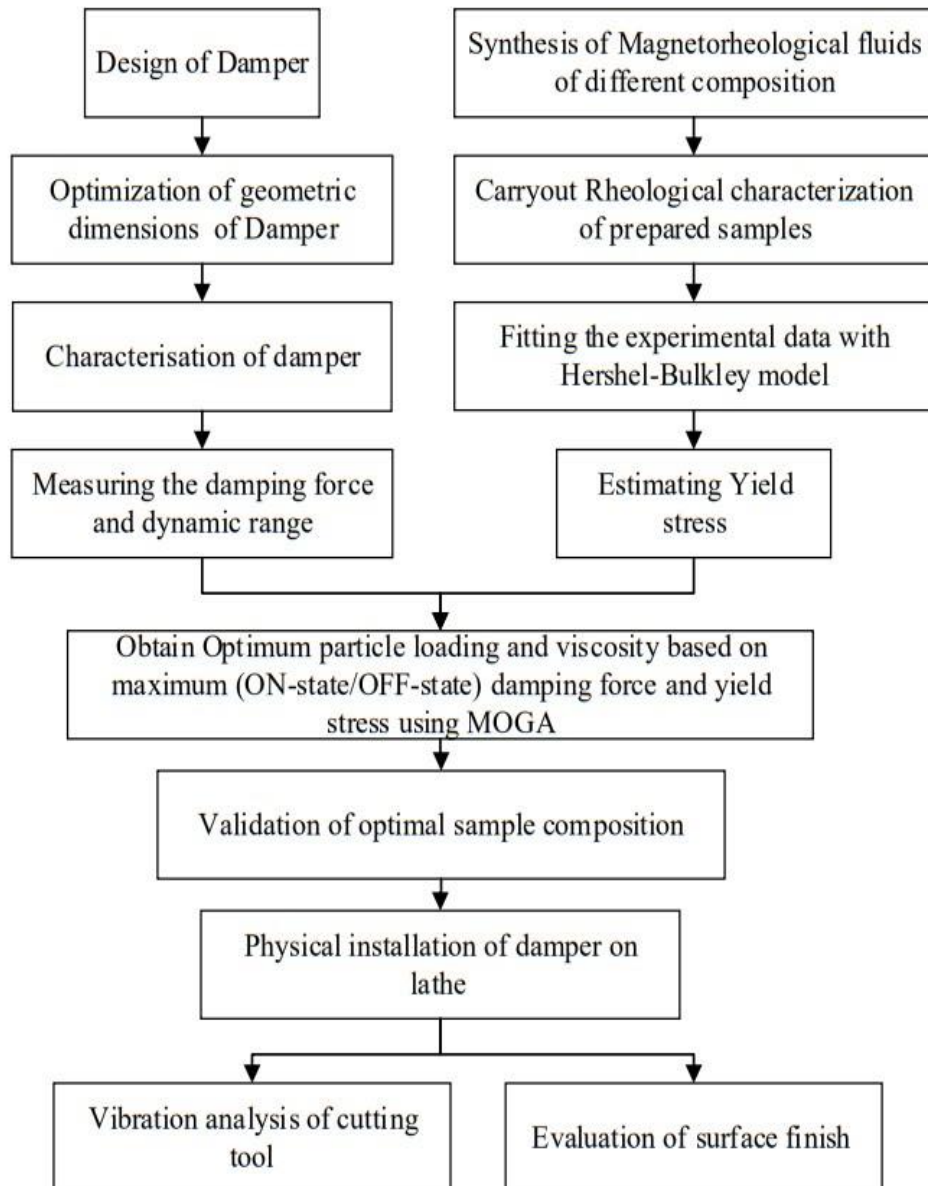 Design of Damper
Synthesis of Magnetorheological fluids
of different composition
Optimization of geometric
dimensions of Damper
Carryout Rheological characterization
of prepared samples
Characterisation of damper
Fitting the experimental data with
Hershel-Bulkley model
Measuring the damping force
and dynamic range
Estimating Yield
stress
Obtain Optimum particle loading and viscosity based on
maximum (ON-state/OFF-state) damping force and yield
stress using MOGA
Validation of optimal sample composition
Physical installation of damper on
lathe
Vibration analysis of cutting
tool
Evaluation of surface finish